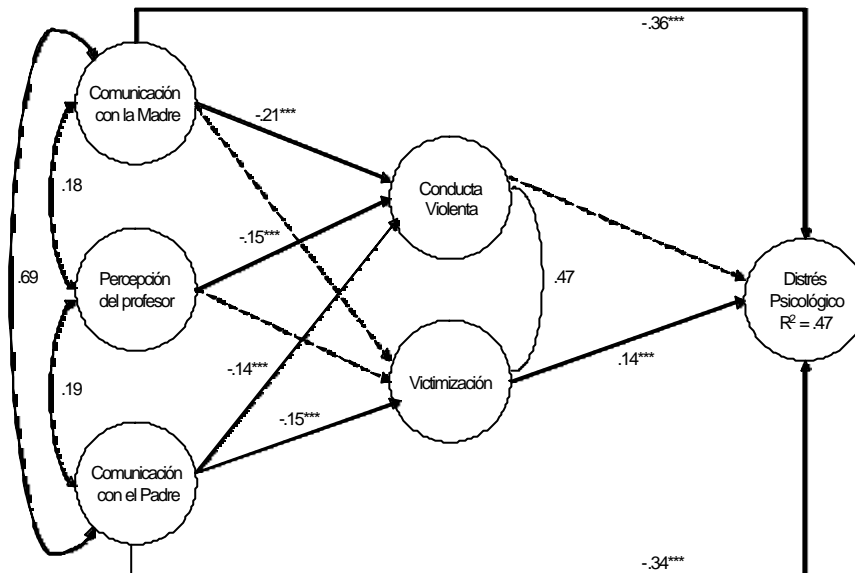 -.36***
Comunicación
con la Madre
-.21***
.18
Conducta
Violenta
-.15***
Percepción
del profesor
.69
.47
Distrés
Psicológico
R² = .47
-.14***
Victimización
.14***
.19
-.15***
Comunicación
con el Padre
-.34***